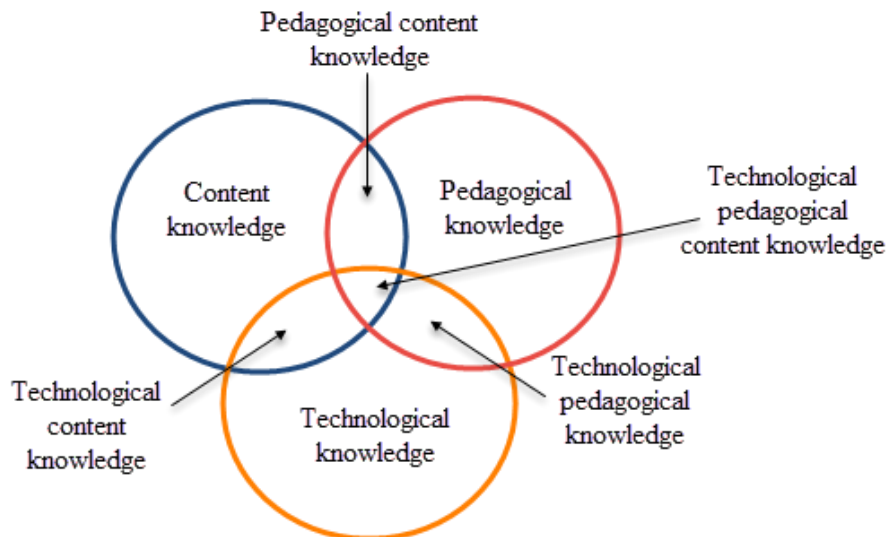 Pedagogical content
knowledge
Content
knowledge
Pedagogical
knowledge
Technological
pedagogical
content knowledge
Technological
content
knowledge
Technological
knowledge
Technological
pedagogical
knowledge